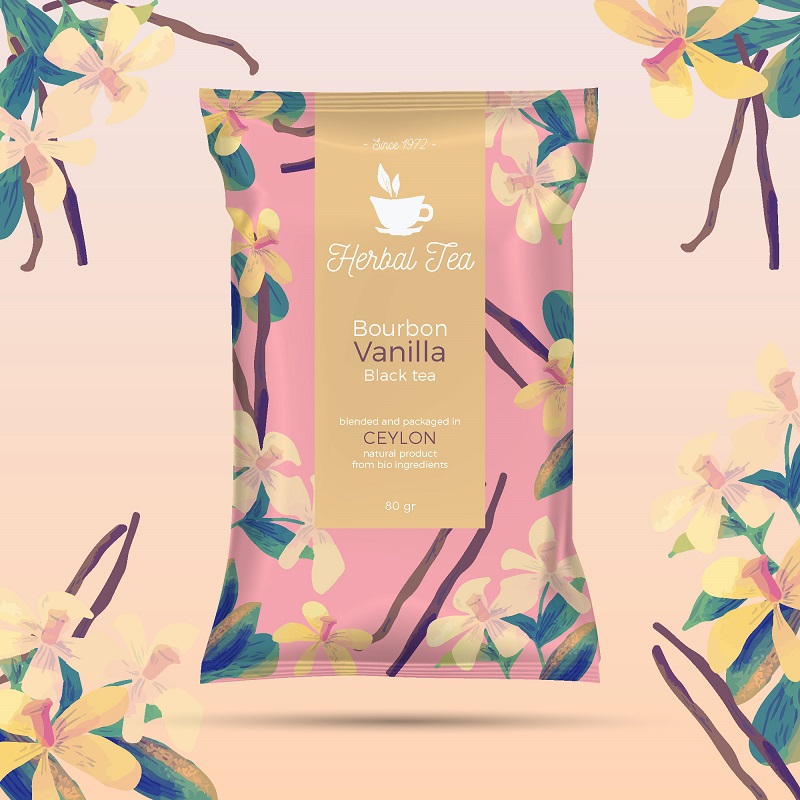 - Since 1972 -
Herbal Tea
Bourbon
Vanilla
Black tea
blended and packaged in
CEYLON
natural product
from bio ingredients
80 gr